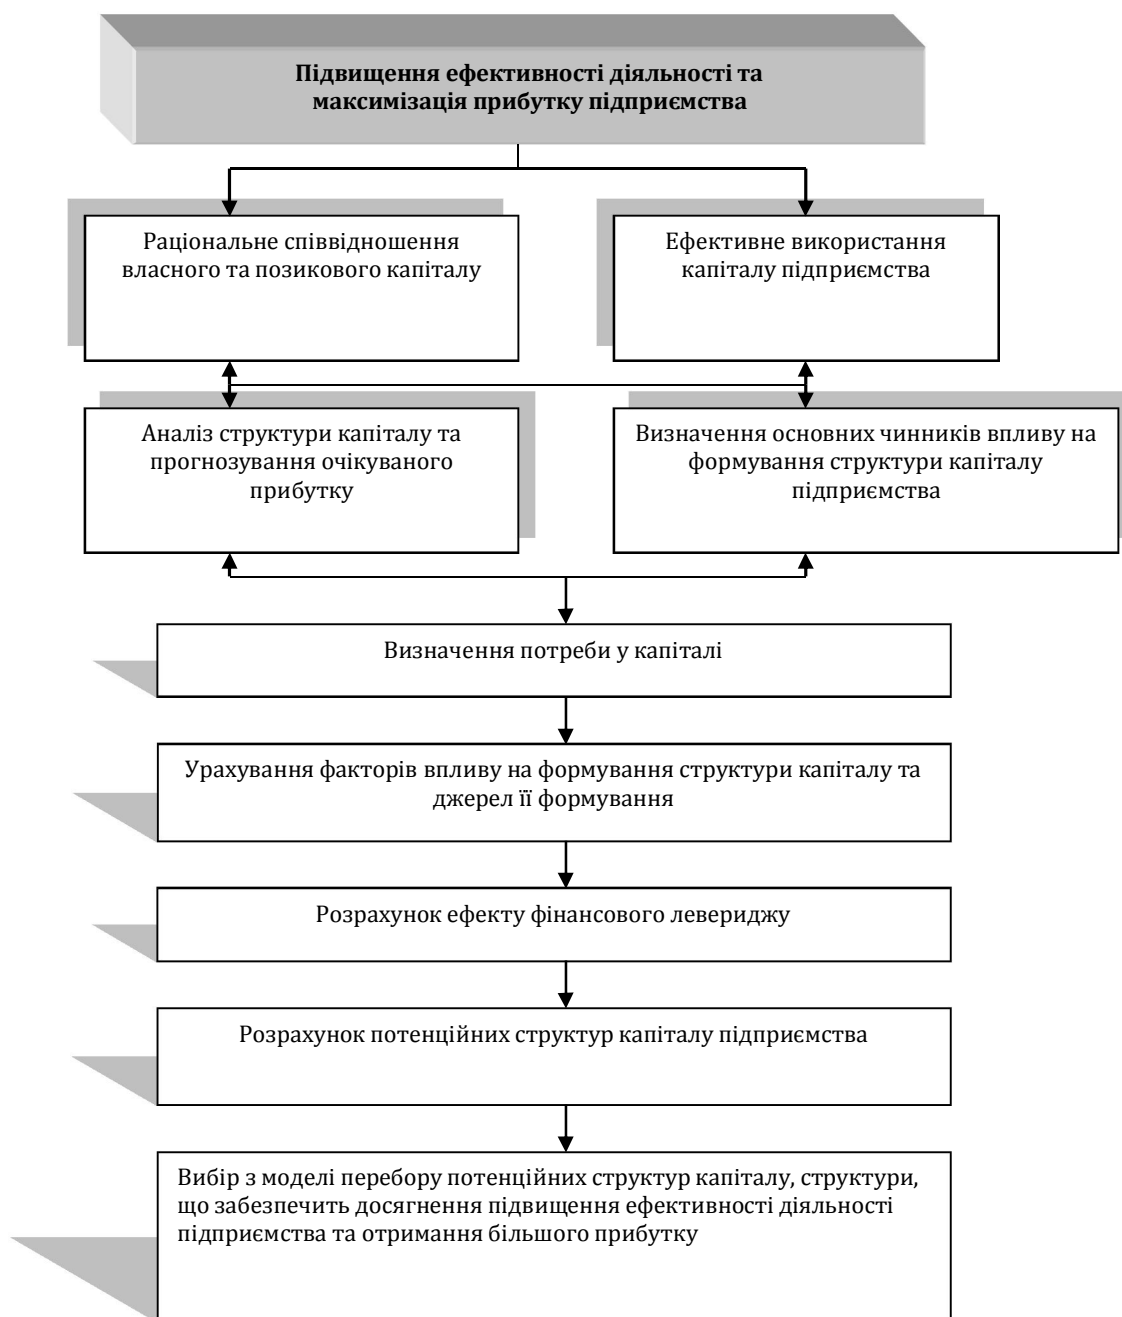 Підвищення ефективності діяльності та
максимізація прибутку підприємства
Раціональне співвідношення
власного та позикового капіталу
Ефективне використання
капіталу підприємства
Аналіз структури капіталу та
прогнозування очікуваного
прибутку
Визначення основних чинників впливу на
формування структури капіталу
підприємства
Визначення потреби у капіталі
Урахування факторів впливу на формування структури капіталу та
джерел її формування
Розрахунок ефекту фінансового левериджу
Розрахунок потенційних структур капіталу підприємства
Вибір з моделі перебору потенційних структур капіталу, структури,
що забезпечить досягнення підвищення ефективності діяльності
підприємства та отримання більшого прибутку